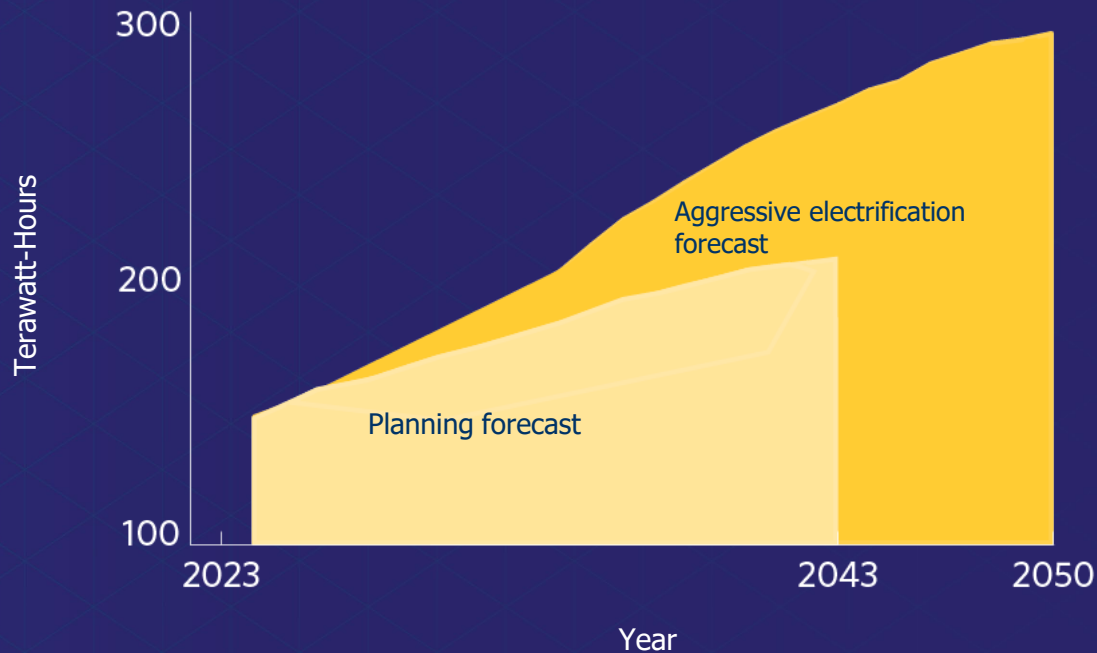 300
Terawatt-Hours
Aggressive electrification
forecast
200
Planning forecast
100
2023
2043
2050
Year